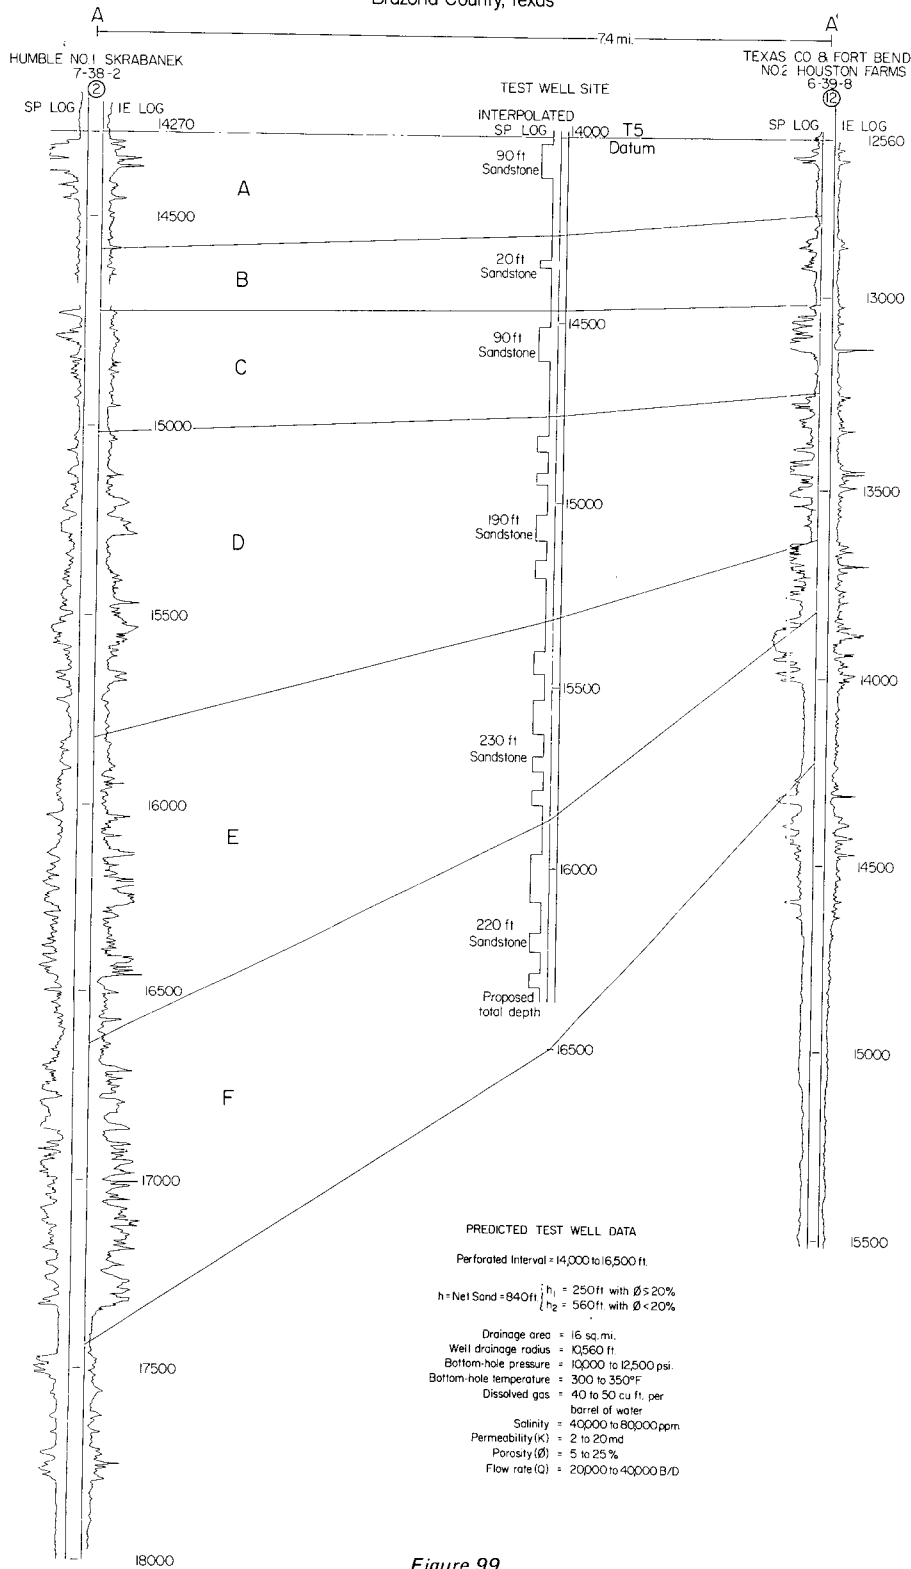 Brazoria County, Texas
A
A'
7.4 mi.
HUMBLE NO.1 SKRABANEK
7-38-2
2
SP LOG
IE LOG
14270
TEST WELL SITE
INTERPOLATED
SP LOG
14000
T5
Datum
TEXAS CO & FORT BEND
NO.2 HOUSTON FARMS
6-39-8
12
SP LOG
IE LOG
12560
90 ft
Sandstone
A
14500
20 ft
Sandstone
B
13000
14500
90 ft
Sandstone
C
15000
13500
15000
190 ft
Sandstone
D
15500
14000
15500
230 ft
Sandstone
16000
E
14500
16000
220 ft
Sandstone
16500
Proposed
total depth
16500
15000
F
17000
15500
PREDICTED TEST WELL DATA
Perforated Interval = 14,000 to 16,500 ft.
h = Net Sand = 840 ft
h₁ = 250 ft with Ø≥20%
h₂ = 560 ft. with Ø<20%
Drainage area = 16 sq. mi.
Well drainage radius = 10,560 ft.
Bottom-hole pressure = 10,000 to 12,500 psi.
Bottom-hole temperature = 300 to 350°F
Dissolved gas = 40 to 50 cu ft. per
barrel of water
Salinity = 40,000 to 80,000 ppm
Permeability (K) = 2 to 20 md
Porosity (Ø) = 5 to 25 %
Flow rate (Q) = 20,000 to 40,000 B/D
17500
18000
Figure 99